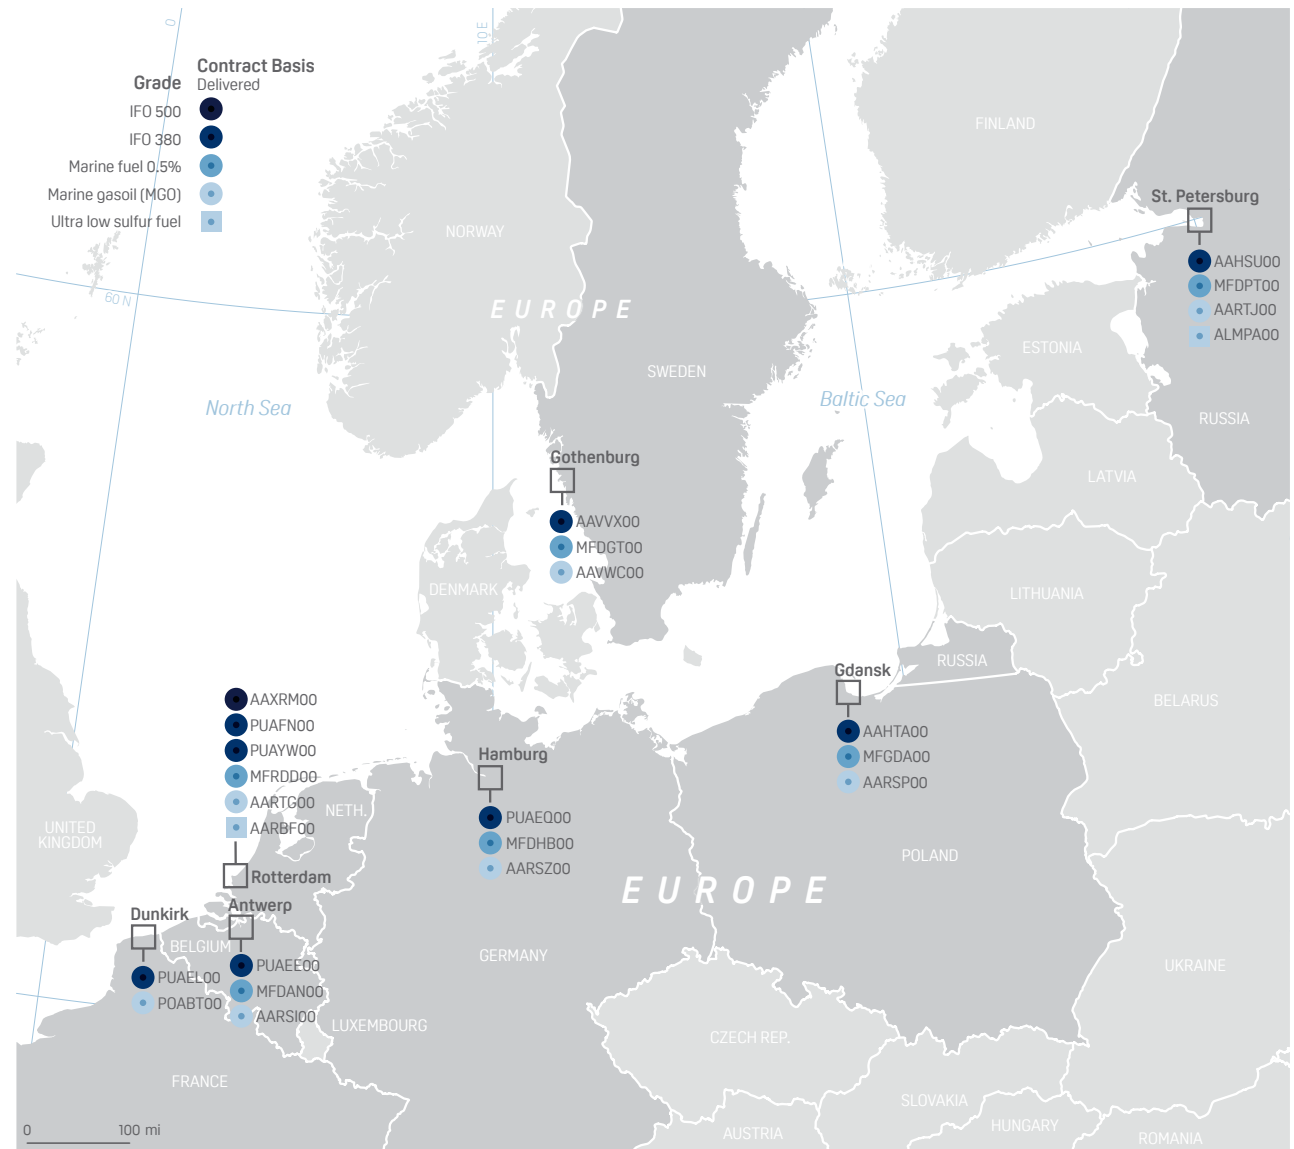 0
10 E
60 N
Contract Basis
Grade
Delivered
IFO 500
IFO 380
Marine fuel 0.5%
Marine gasoil (MGO)
Ultra low sulfur fuel
FINLAND
NORWAY
EUROPE
SWEDEN
North Sea
Baltic Sea
St. Petersburg
AAHSU00
MFDPT00
AARTJ00
ALMPA00
ESTONIA
RUSSIA
LATVIA
LITHUANIA
RUSSIA
BELARUS
Gothenburg
AAVVX00
MFDGT00
AAVWC00
DENMARK
Gdansk
AAHTA00
MFGDA00
AARSP00
AAXRM00
PUAFN00
PUAYW00
MFRDD00
AARTG00
AARBF00
Rotterdam
NETH.
Hamburg
PUAEQ00
MFDHB00
AARSZ00
UNITED
KINGDOM
POLAND
EUROPE
Dunkirk
PUAEL00
POABT00
Antwerp
BELGIUM
PUAEE00
MFDAN00
AARSI00
GERMANY
LUXEMBOURG
UKRAINE
CZECH REP.
FRANCE
SLOVAKIA
HUNGARY
AUSTRIA
ROMANIA
0
100 mi